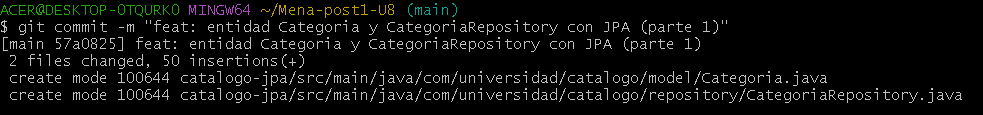 ACER@DESKTOP-OTQURKO MINGW64 ~/Mena-post1-U8 (main)
$ git commit -m "feat: entidad Categoria y CategoriaRepository con JPA (parte 1)"
[main 57a0825] feat: entidad Categoria y CategoriaRepository con JPA (parte 1)
 2 files changed, 50 insertions(+)
 create mode 100644 catalogo-jpa/src/main/java/com/universidad/catalogo/model/Categoria.java
 create mode 100644 catalogo-jpa/src/main/java/com/universidad/catalogo/repository/CategoriaRepository.java